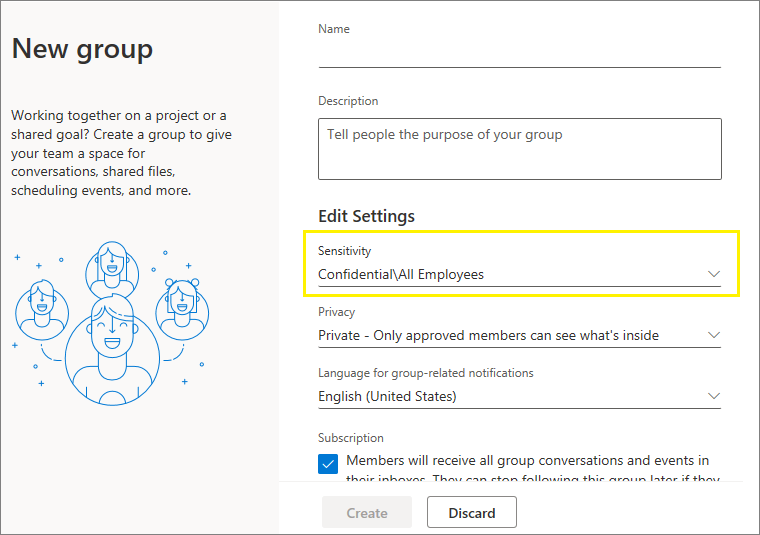 New group
Working together on a project or a
shared goal? Create a group to give
your team a space for
conversations, shared files,
scheduling events, and more.
Name
Description
Tell people the purpose of your group
Edit Settings
Sensitivity
Confidential\All Employees
Privacy
Private - Only approved members can see what's inside
Language for group-related notifications
English (United States)
Subscription
Members will receive all group conversations and events in
their inboxes. They can stop following this group later if they
Create
Discard